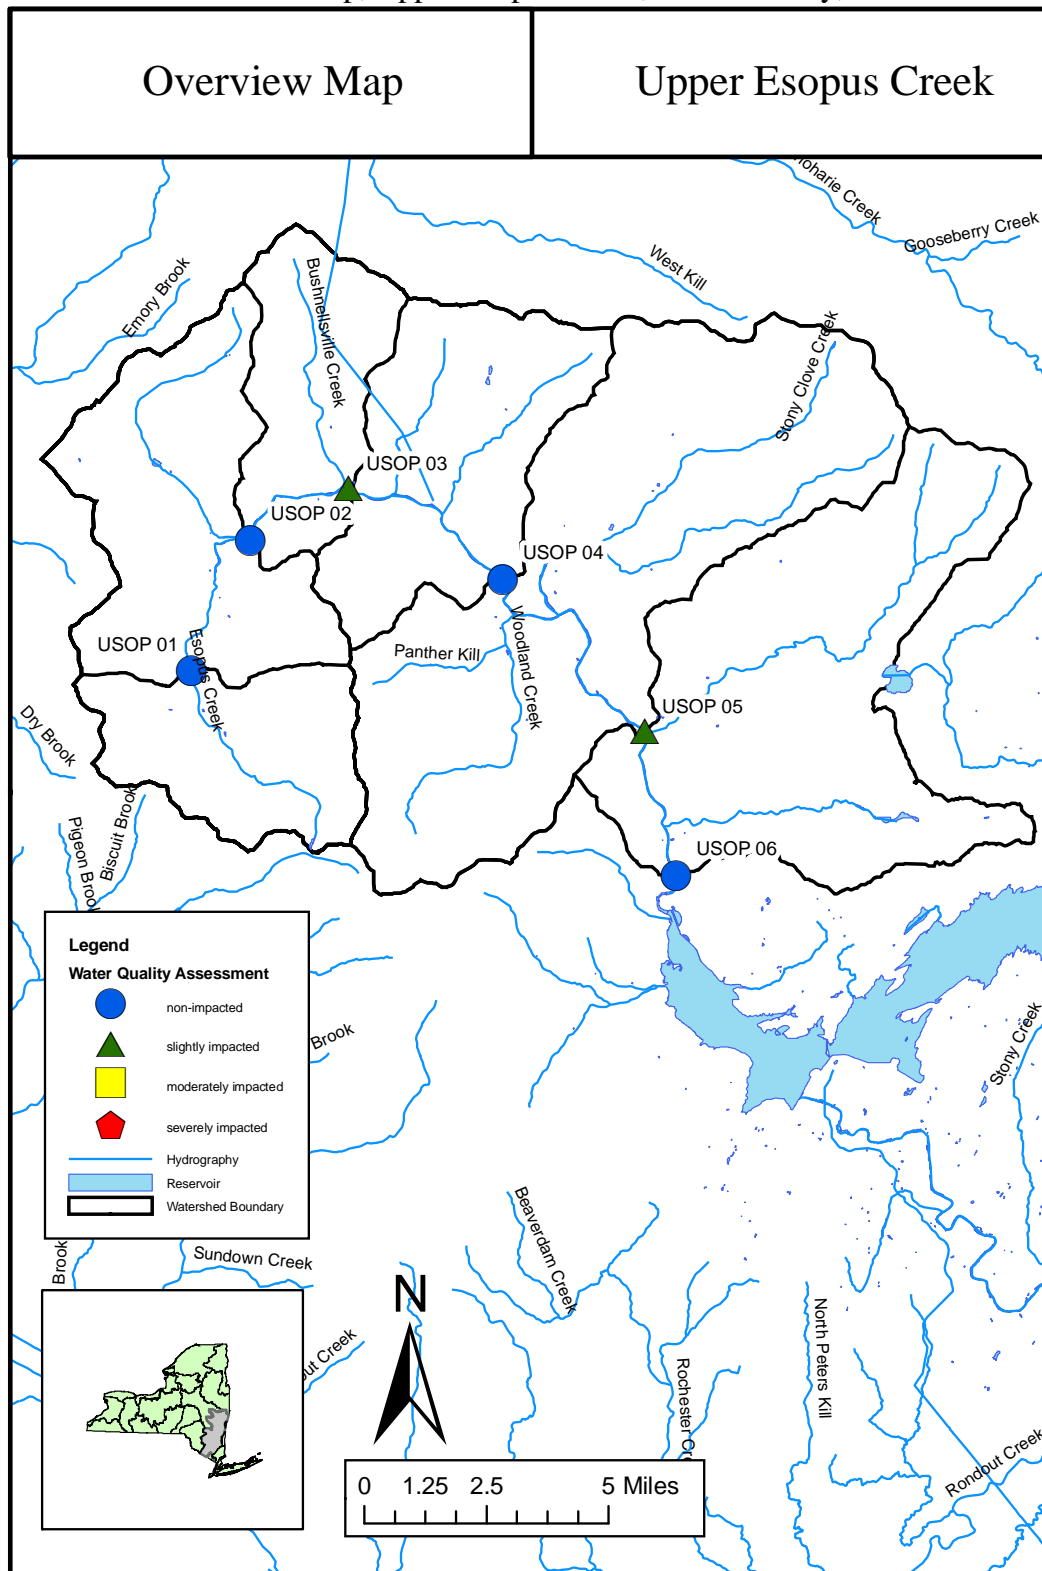 Overview Map
Upper Esopus Creek
Creek
Gooseberry Creek
West Kill
Emory Brook
Bushnellsville Creek
Stony Clove Creek
USOP 03
USOP 02
USOP 04
USOP 01
Esopus Creek
Panther Kill
Woodland Creek
USOP 05
Dry Brook
Biscuit Brook
Pigeon Brook
USOP 06
Legend
Water Quality Assessment
non-impacted
slightly impacted
moderately impacted
severely impacted
Hydrography
Reservoir
Watershed Boundary
Brook
Stony Creek
Beaverdam Creek
Brook
Sundown Creek
N
North Peters Kill
Creek
Rochester
Rondout Creek
0 1.25 2.5 5 Miles